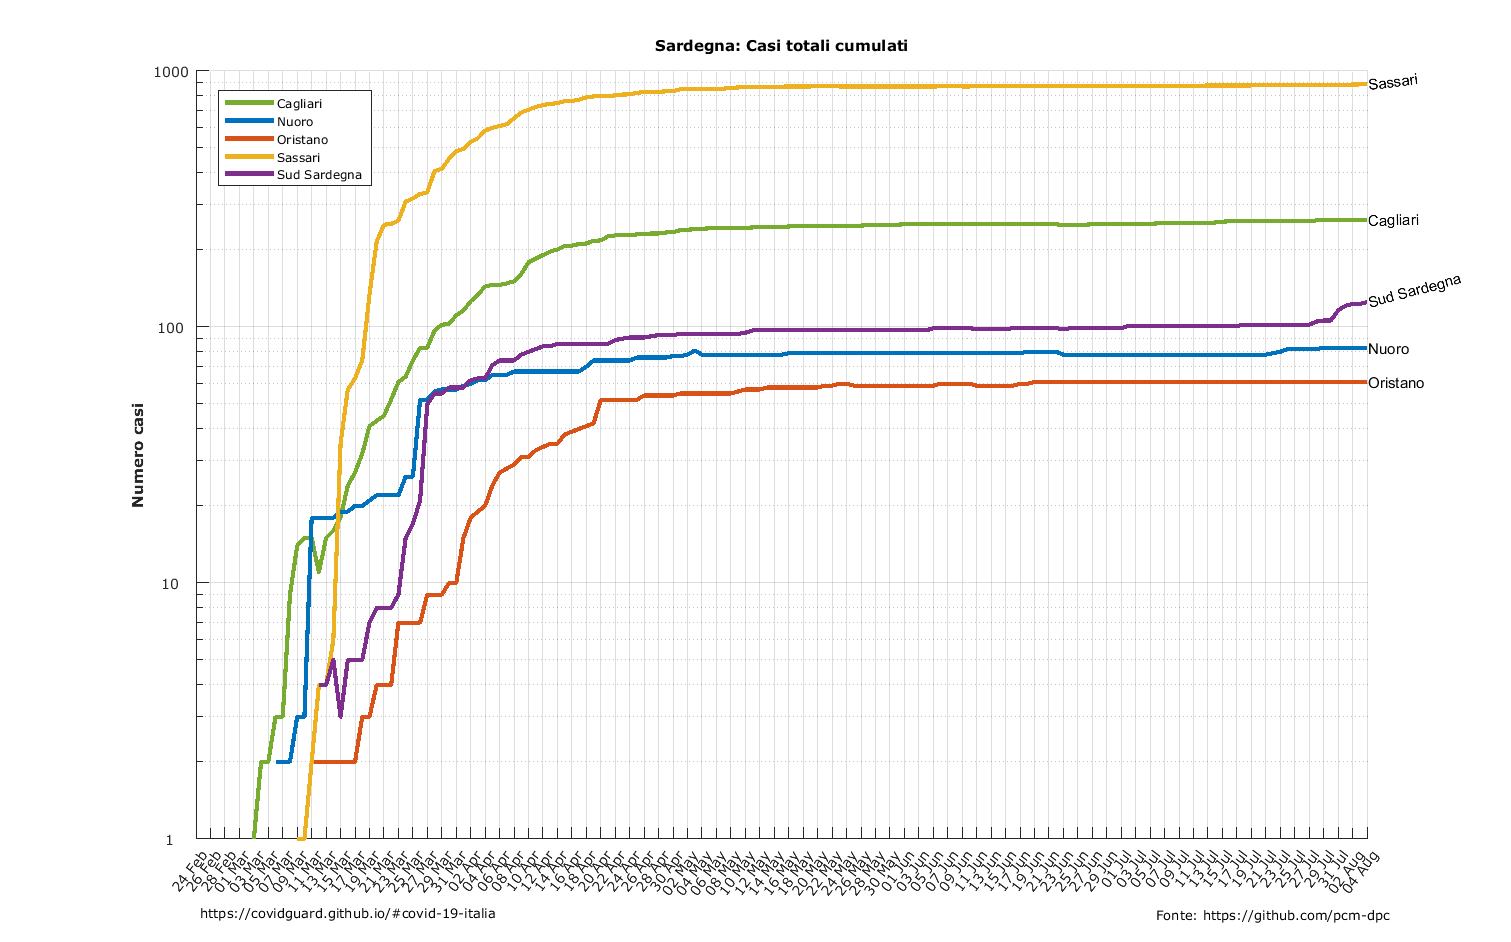 Sardegna: Casi totali cumulati
1000
100
10
1
Numero casi
Cagliari
Nuoro
Oristano
Sassari
Sud Sardegna
Sassari
Cagliari
Sud Sardegna
Nuoro
Oristano
24 Feb
26 Feb
28 Feb
01 Mar
03 Mar
05 Mar
07 Mar
09 Mar
11 Mar
13 Mar
15 Mar
17 Mar
19 Mar
21 Mar
23 Mar
25 Mar
27 Mar
29 Mar
31 Mar
02 Apr
04 Apr
06 Apr
08 Apr
10 Apr
12 Apr
14 Apr
16 Apr
18 Apr
20 Apr
22 Apr
24 Apr
26 Apr
28 Apr
30 Apr
02 May
04 May
06 May
08 May
10 May
12 May
14 May
16 May
18 May
20 May
22 May
24 May
26 May
28 May
30 May
01 Jun
03 Jun
05 Jun
07 Jun
09 Jun
11 Jun
13 Jun
15 Jun
17 Jun
19 Jun
21 Jun
23 Jun
25 Jun
27 Jun
29 Jun
01 Jul
03 Jul
05 Jul
07 Jul
09 Jul
11 Jul
13 Jul
15 Jul
17 Jul
19 Jul
21 Jul
23 Jul
25 Jul
27 Jul
29 Jul
31 Jul
02 Aug
04 Aug
https://covidguard.github.io/#covid-19-italia
Fonte: https://github.com/pcm-dpc